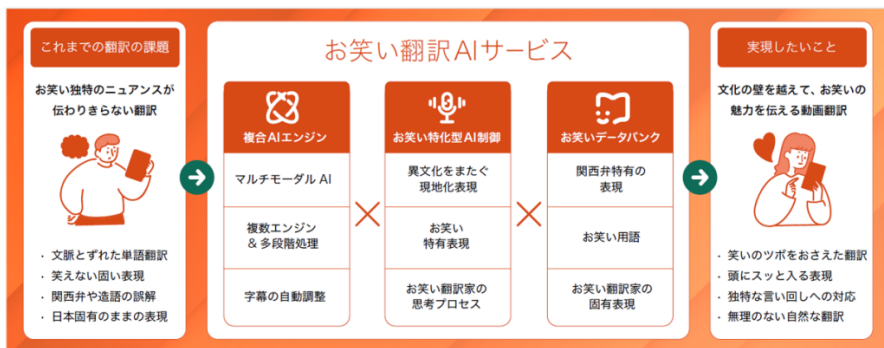 これまでの翻訳の課題
お笑い独特のニュアンスが
伝わりきらない翻訳
・ 文脈とずれた単語翻訳
・ 笑えない固い表現
・ 関西弁や造語の誤解
・ 日本固有のままの表現
お笑い翻訳AIサービス
複合AIエンジン
マルチモーダル AI
複数エンジン
& 多段階処理
字幕の自動調整
お笑い特化型AI制御
異文化をまたぐ
現地化表現
お笑い
特有表現
お笑い翻訳家の
思考プロセス
お笑いデータバンク
関西弁特有の
表現
お笑い用語
お笑い翻訳家の
固有表現
実現したいこと
文化の壁を越えて、お笑いの
魅力を伝える動画翻訳
・ 笑いのツボをおさえた翻訳
・ 頭にスッと入る表現
・ 独特な言い回しへの対応
・ 無理のない自然な翻訳